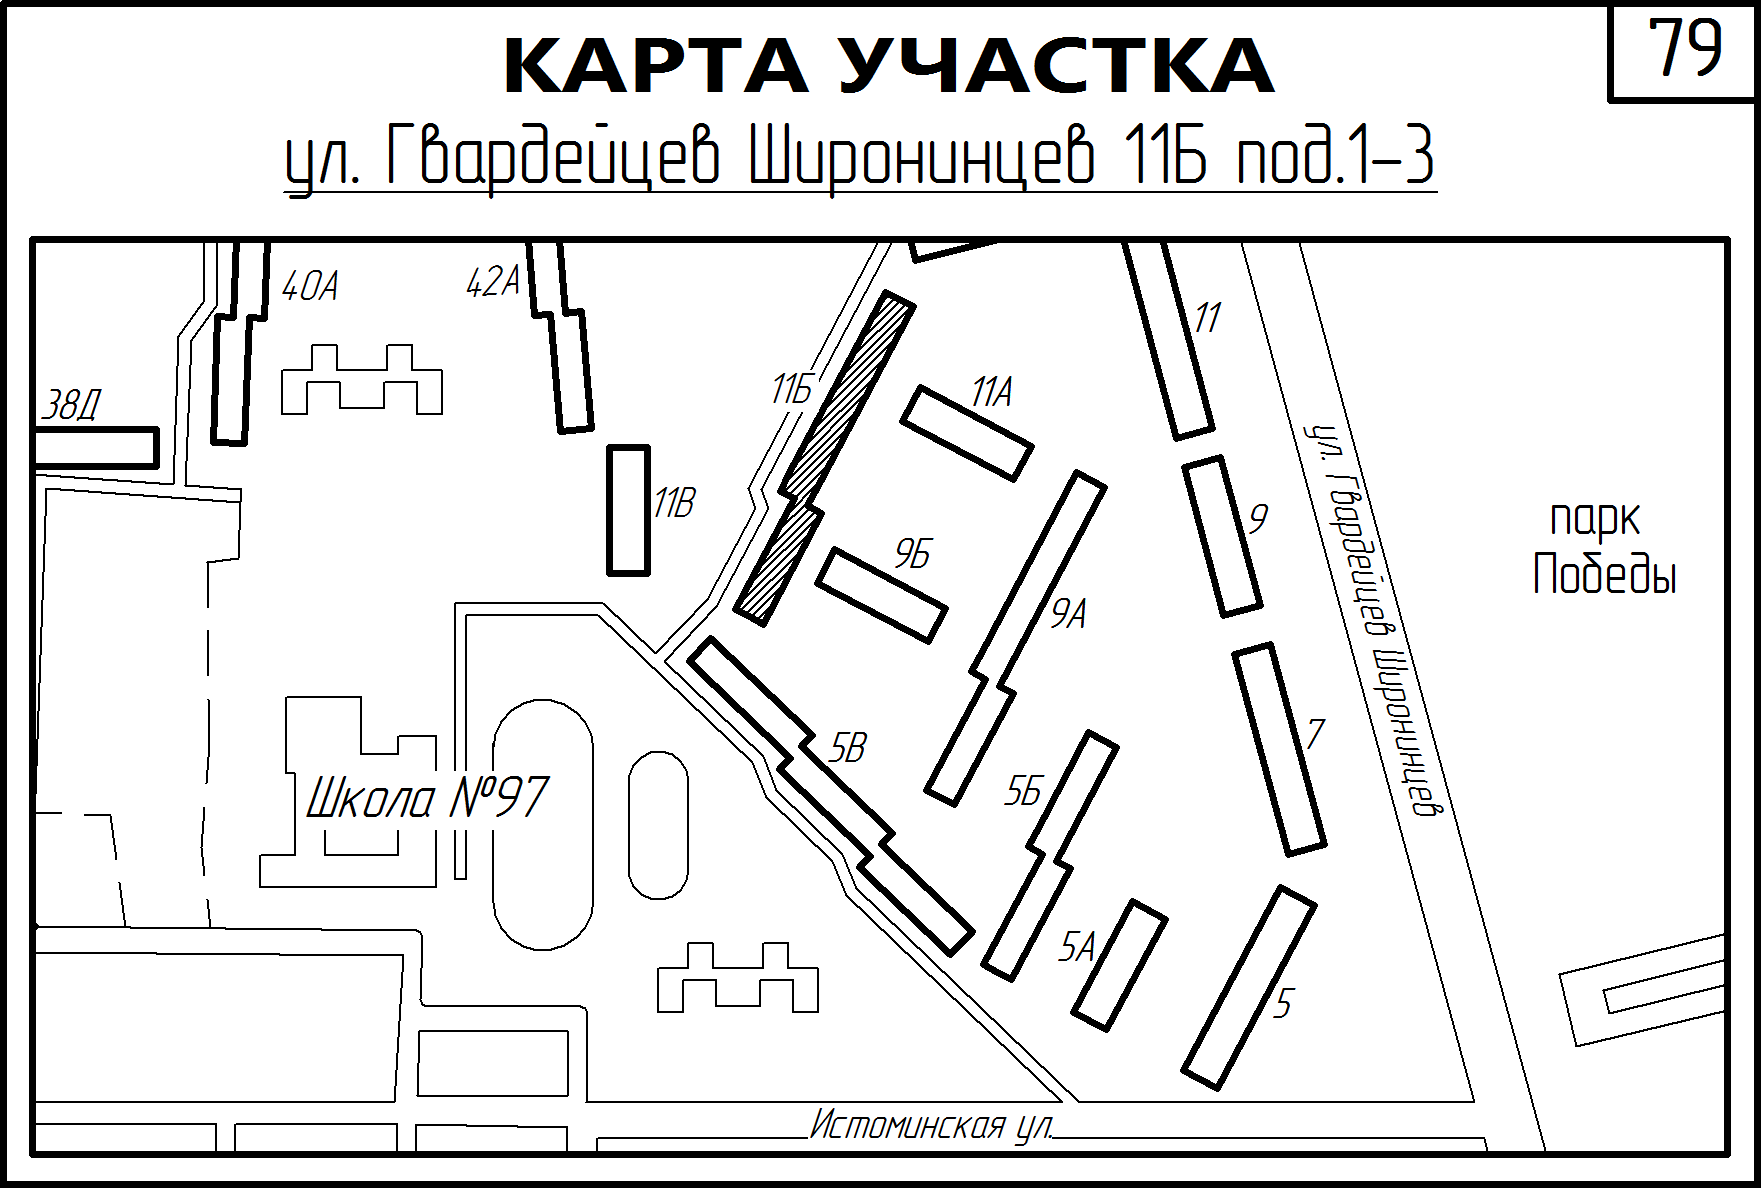 79
КАРТА УЧАСТКА
ул. Гвардейцев Широнинцев 11Б под.1-3
40А
42А
11
38Д
11Б
11А
11В
9
9Б
9А
ул. Гвардейцев Широнинцев
парк
Победы
7
5В
5Б
Школа №97
5А
5
Истоминская ул.